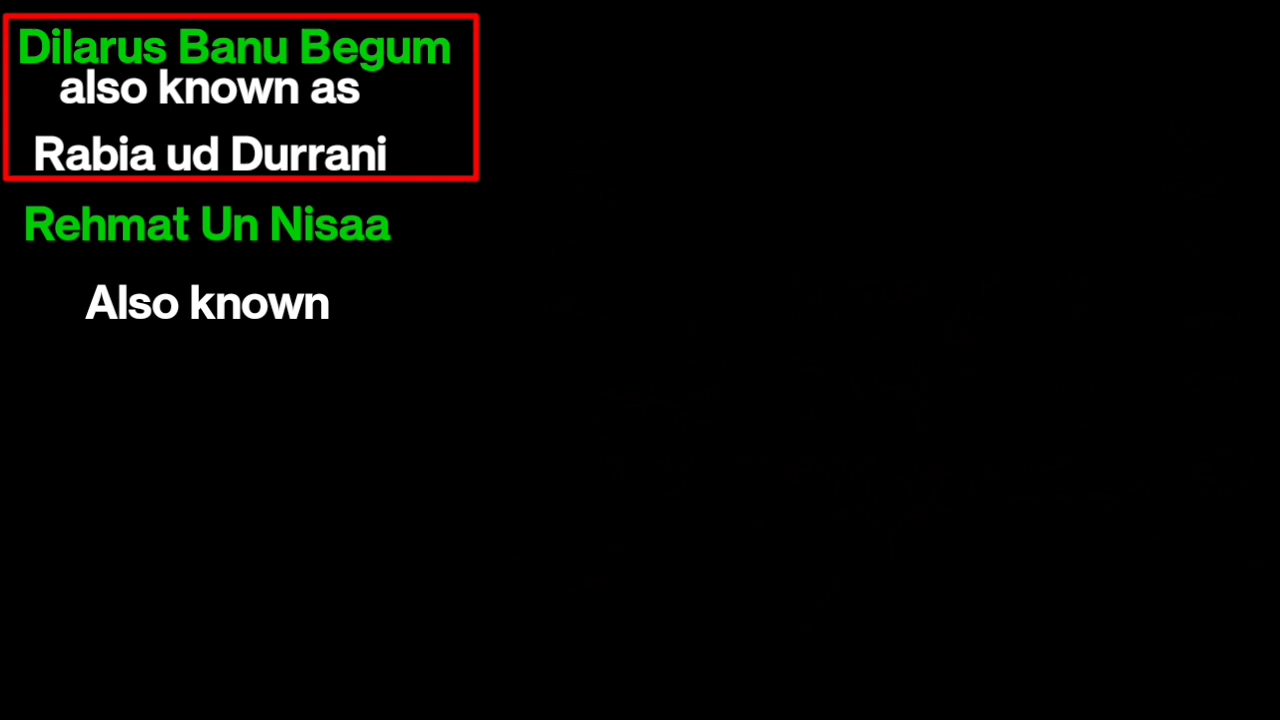 Dilarus Banu Begum
also known as
Rabia ud Durrani
Rehmat Un Nisaa
Also known